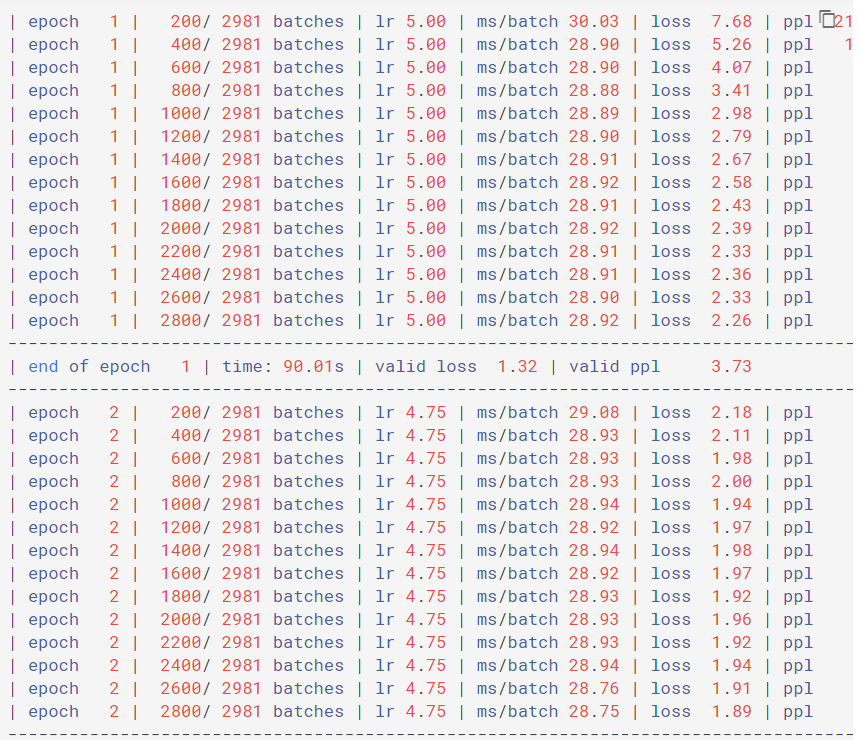 | epoch   1 |   200/ 2981 batches | lr 5.00 | ms/batch 30.03 | loss  7.68 | ppl  21
| epoch   1 |   400/ 2981 batches | lr 5.00 | ms/batch 28.90 | loss  5.26 | ppl   1
| epoch   1 |   600/ 2981 batches | lr 5.00 | ms/batch 28.90 | loss  4.07 | ppl
| epoch   1 |   800/ 2981 batches | lr 5.00 | ms/batch 28.88 | loss  3.41 | ppl
| epoch   1 |  1000/ 2981 batches | lr 5.00 | ms/batch 28.89 | loss  2.98 | ppl
| epoch   1 |  1200/ 2981 batches | lr 5.00 | ms/batch 28.90 | loss  2.79 | ppl
| epoch   1 |  1400/ 2981 batches | lr 5.00 | ms/batch 28.91 | loss  2.67 | ppl
| epoch   1 |  1600/ 2981 batches | lr 5.00 | ms/batch 28.92 | loss  2.58 | ppl
| epoch   1 |  1800/ 2981 batches | lr 5.00 | ms/batch 28.91 | loss  2.43 | ppl
| epoch   1 |  2000/ 2981 batches | lr 5.00 | ms/batch 28.92 | loss  2.39 | ppl
| epoch   1 |  2200/ 2981 batches | lr 5.00 | ms/batch 28.91 | loss  2.33 | ppl
| epoch   1 |  2400/ 2981 batches | lr 5.00 | ms/batch 28.91 | loss  2.36 | ppl
| epoch   1 |  2600/ 2981 batches | lr 5.00 | ms/batch 28.90 | loss  2.33 | ppl
| epoch   1 |  2800/ 2981 batches | lr 5.00 | ms/batch 28.92 | loss  2.26 | ppl
-----------------------------------------------------------------------------------
| end of epoch   1 | time: 90.01s | valid loss  1.32 | valid ppl     3.73
-----------------------------------------------------------------------------------
| epoch   2 |   200/ 2981 batches | lr 4.75 | ms/batch 29.08 | loss  2.18 | ppl
| epoch   2 |   400/ 2981 batches | lr 4.75 | ms/batch 28.93 | loss  2.11 | ppl
| epoch   2 |   600/ 2981 batches | lr 4.75 | ms/batch 28.93 | loss  1.98 | ppl
| epoch   2 |   800/ 2981 batches | lr 4.75 | ms/batch 28.93 | loss  2.00 | ppl
| epoch   2 |  1000/ 2981 batches | lr 4.75 | ms/batch 28.94 | loss  1.94 | ppl
| epoch   2 |  1200/ 2981 batches | lr 4.75 | ms/batch 28.92 | loss  1.97 | ppl
| epoch   2 |  1400/ 2981 batches | lr 4.75 | ms/batch 28.94 | loss  1.98 | ppl
| epoch   2 |  1600/ 2981 batches | lr 4.75 | ms/batch 28.92 | loss  1.97 | ppl
| epoch   2 |  1800/ 2981 batches | lr 4.75 | ms/batch 28.93 | loss  1.92 | ppl
| epoch   2 |  2000/ 2981 batches | lr 4.75 | ms/batch 28.93 | loss  1.96 | ppl
| epoch   2 |  2200/ 2981 batches | lr 4.75 | ms/batch 28.93 | loss  1.92 | ppl
| epoch   2 |  2400/ 2981 batches | lr 4.75 | ms/batch 28.94 | loss  1.94 | ppl
| epoch   2 |  2600/ 2981 batches | lr 4.75 | ms/batch 28.76 | loss  1.91 | ppl
| epoch   2 |  2800/ 2981 batches | lr 4.75 | ms/batch 28.75 | loss  1.89 | ppl
-----------------------------------------------------------------------------------